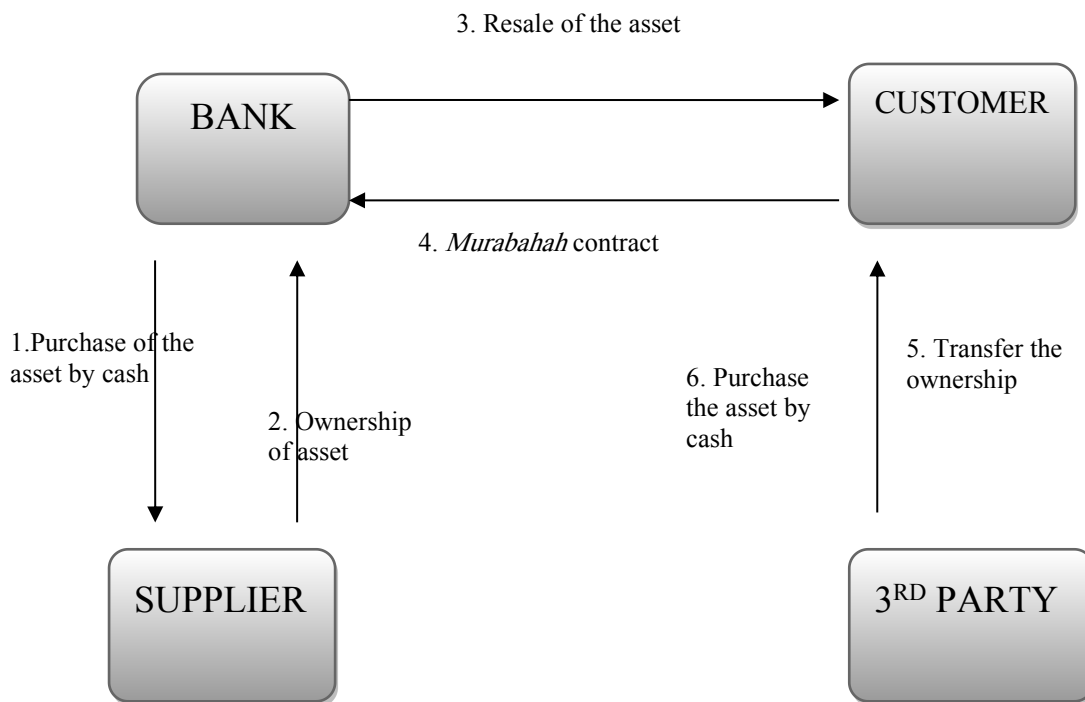 3. Resale of the asset
BANK
CUSTOMER
4. Murabahah contract
1.Purchase of the
asset by cash
2. Ownership
of asset
6. Purchase
the asset by
cash
5. Transfer the
ownership
SUPPLIER
3RD PARTY